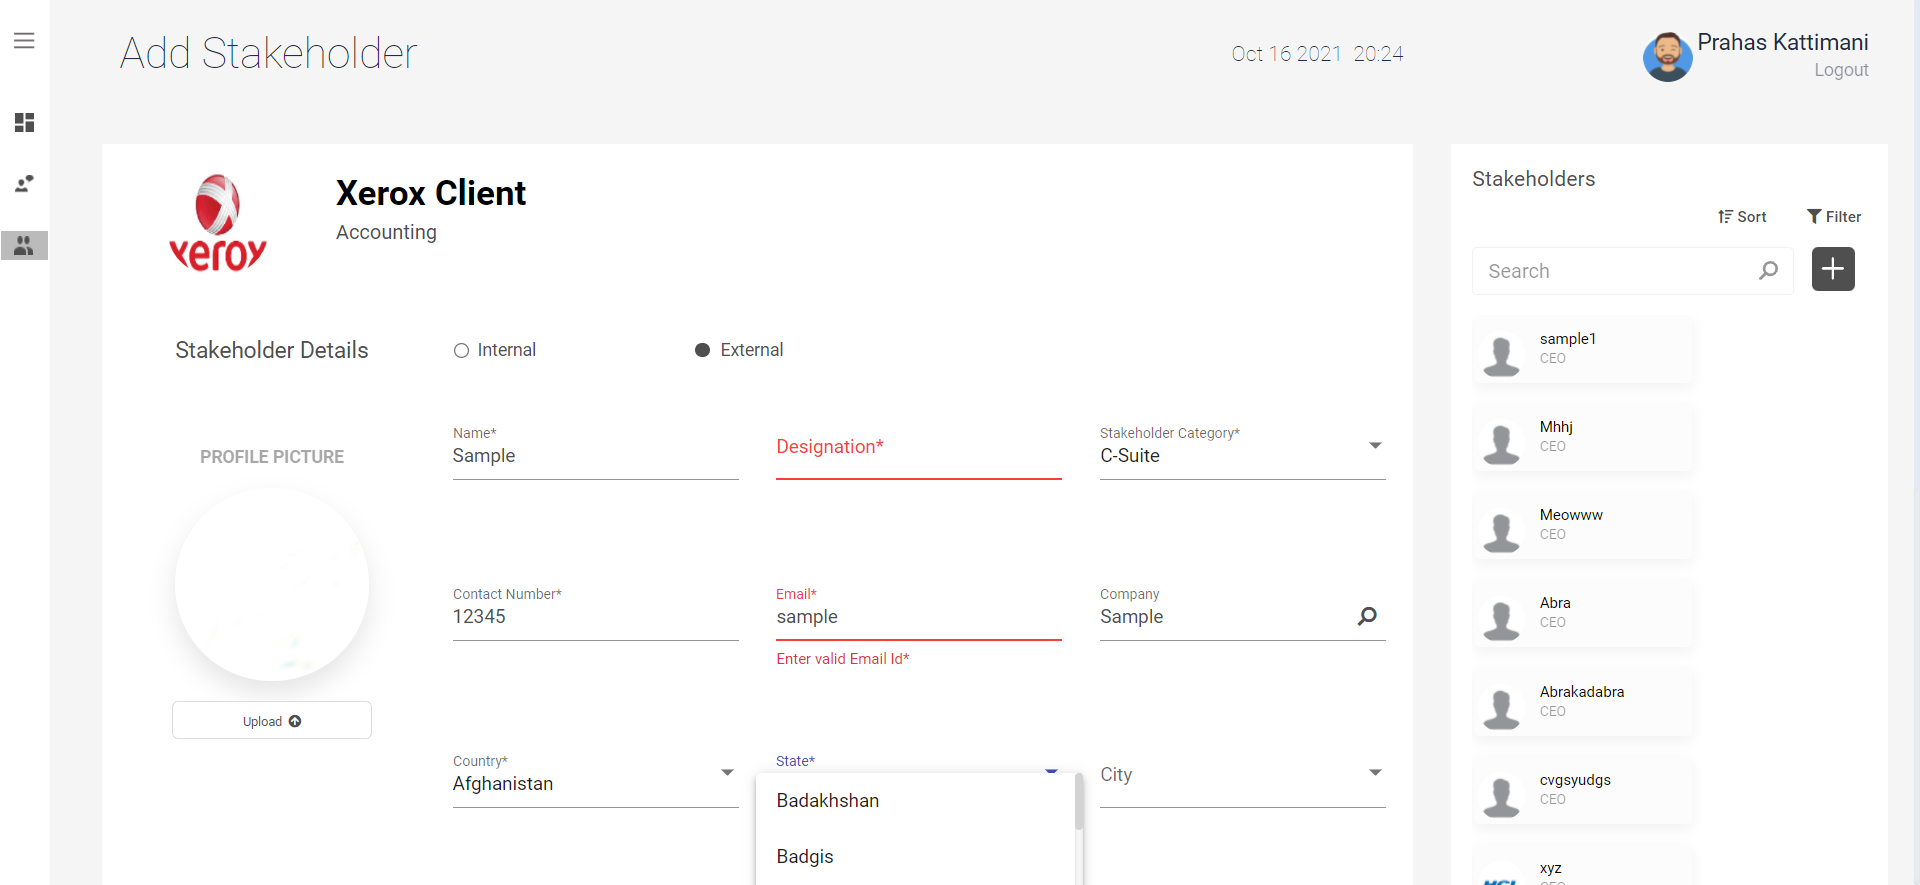 Add Stakeholder
Oct 16 2021 20:24
Prahas Kattimani
Logout
xeroy
Xerox Client
Accounting
Stakeholder Details
Internal
External
PROFILE PICTURE
Upload
Name*
Sample
Designation*
Stakeholder Category*
C-Suite
Contact Number*
12345
Email*
sample
Enter valid Email Id*
Company
Sample
Country*
Afghanistan
State*
Badakhshan
Badgis
City
Stakeholders
Sort
Filter
Search
sample1
CEO
Mhhj
CEO
Meowww
CEO
Abra
CEO
Abrakadabra
CEO
cvgsyudgs
CEO
xyz
CEO